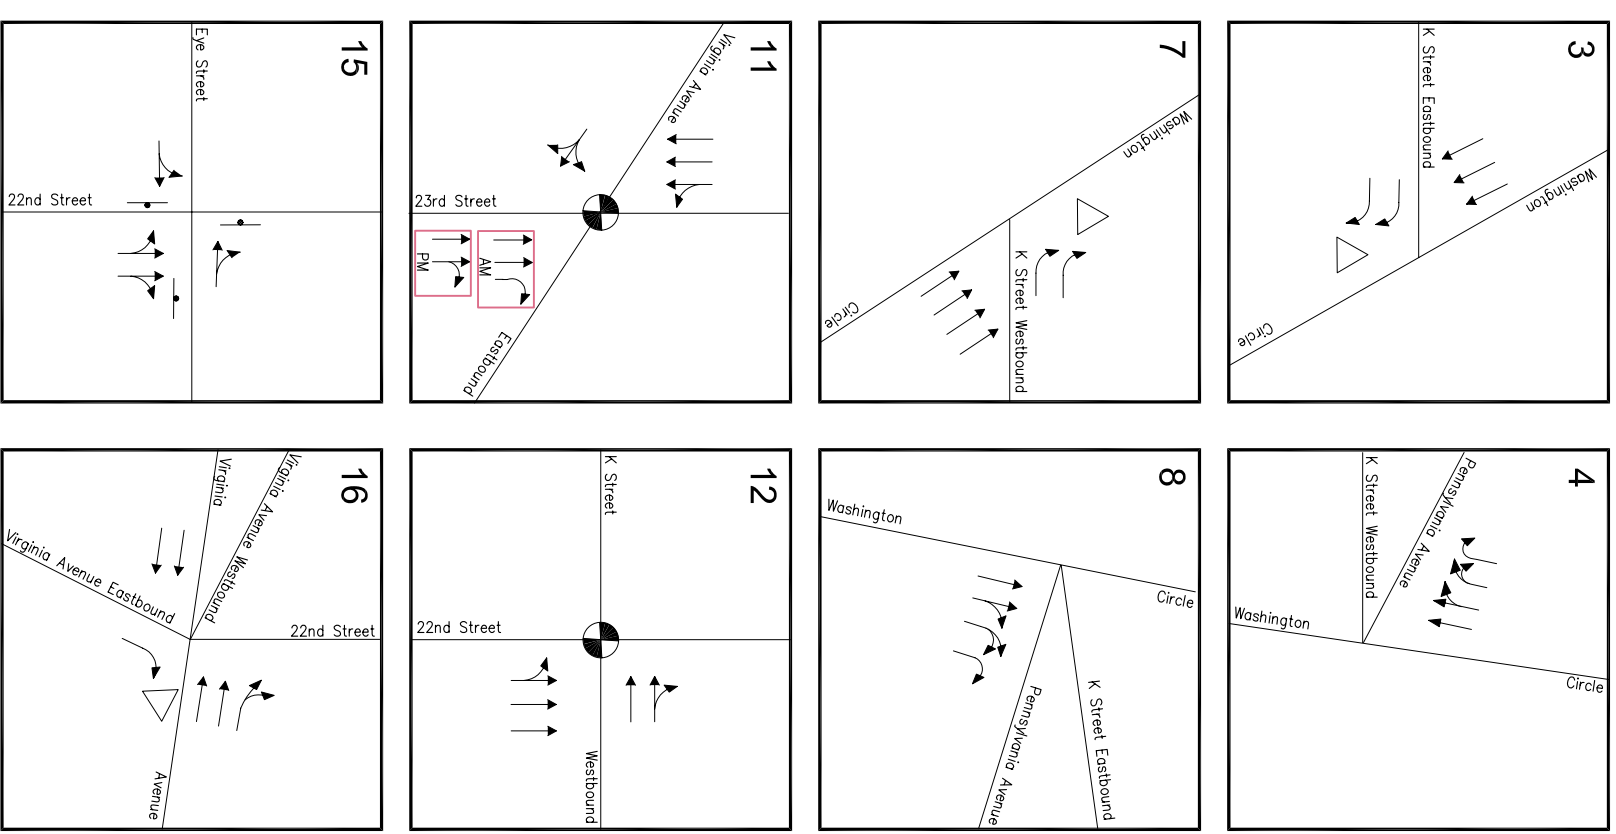 15
Eye Street
22nd Street
11
Virginia Avenue
23rd Street
PM
AM
Eastbound
7
Washington
Circle
K Street Westbound
3
K Street Eastbound
Washington
Circle
16
Virginia
Virginia Avenue Westbound
Virginia Avenue Eastbound
22nd Street
Avenue
12
K Street
22nd Street
Westbound
8
Washington
Circle
Pennsylvania Avenue
K Street Eastbound
4
K Street Westbound
Pennsylvania Avenue
Washington
Circle